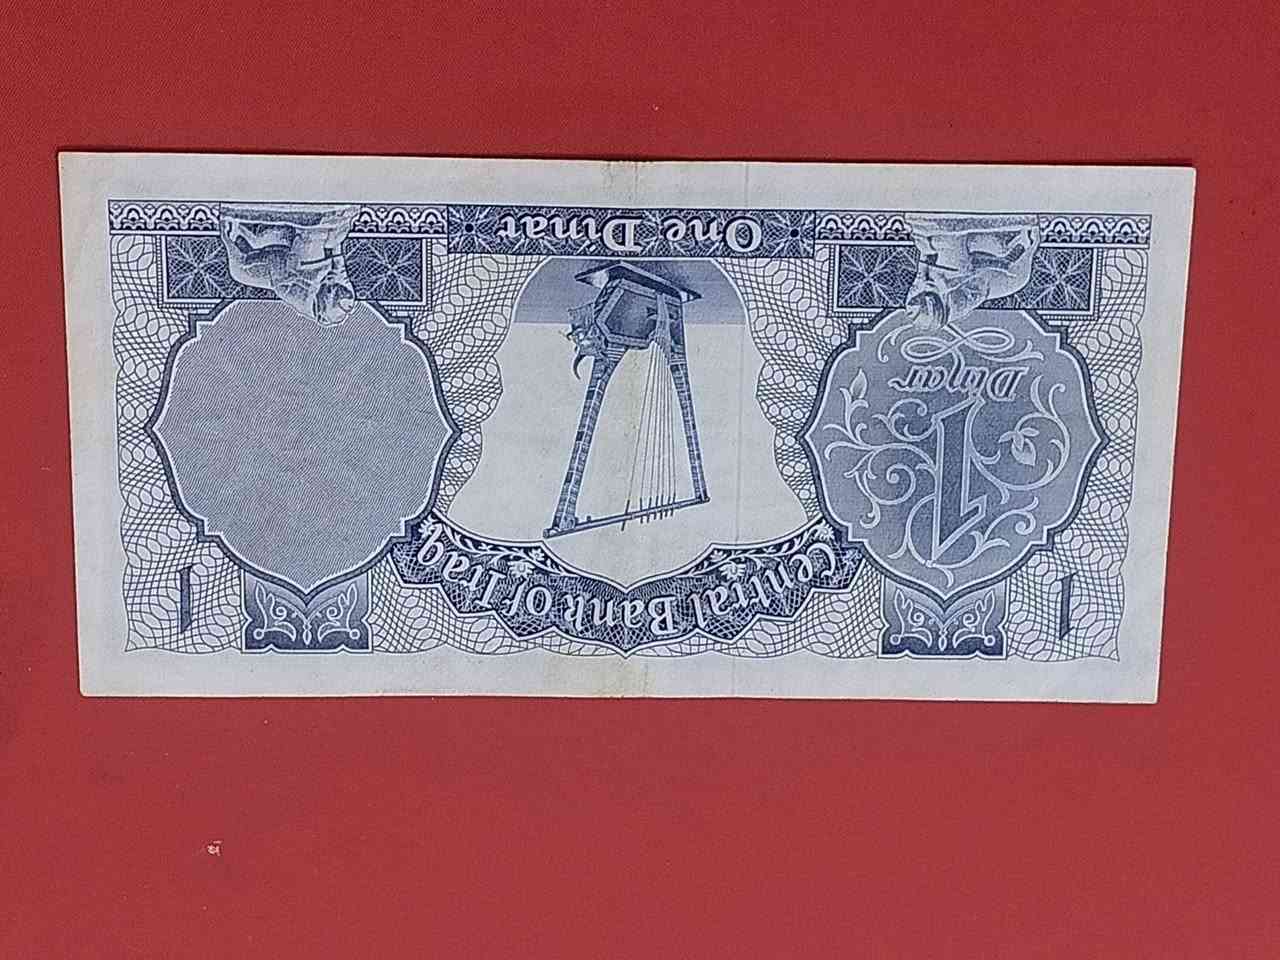 Central Bank of Iraq
1
Dinar
1
1
One Dinar